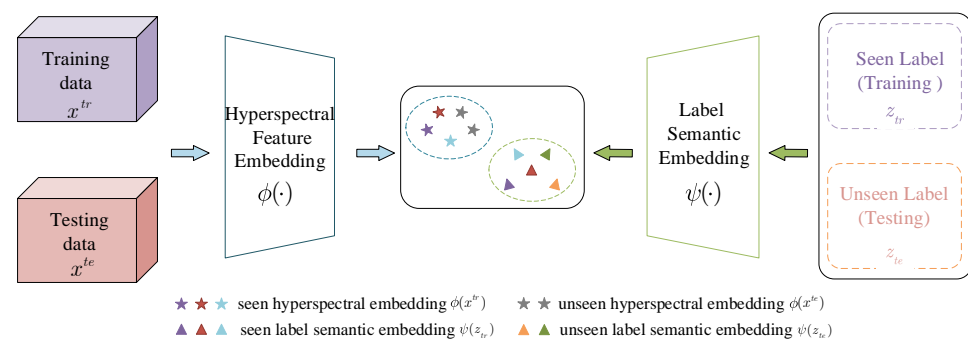 Training
data
x^{tr}
Testing
data
x^{te}
Hyperspectral
Feature
Embedding
ϕ(·)
Label
Semantic
Embedding
ψ(·)
Seen Label
(Training )
z_{tr}
Unseen Label
(Testing)
z_{te}
seen hyperspectral embedding ϕ(x^{tr})
unseen hyperspectral embedding ϕ(x^{te})
seen label semantic embedding ψ(z_{tr})
unseen label semantic embedding ψ(z_{te})